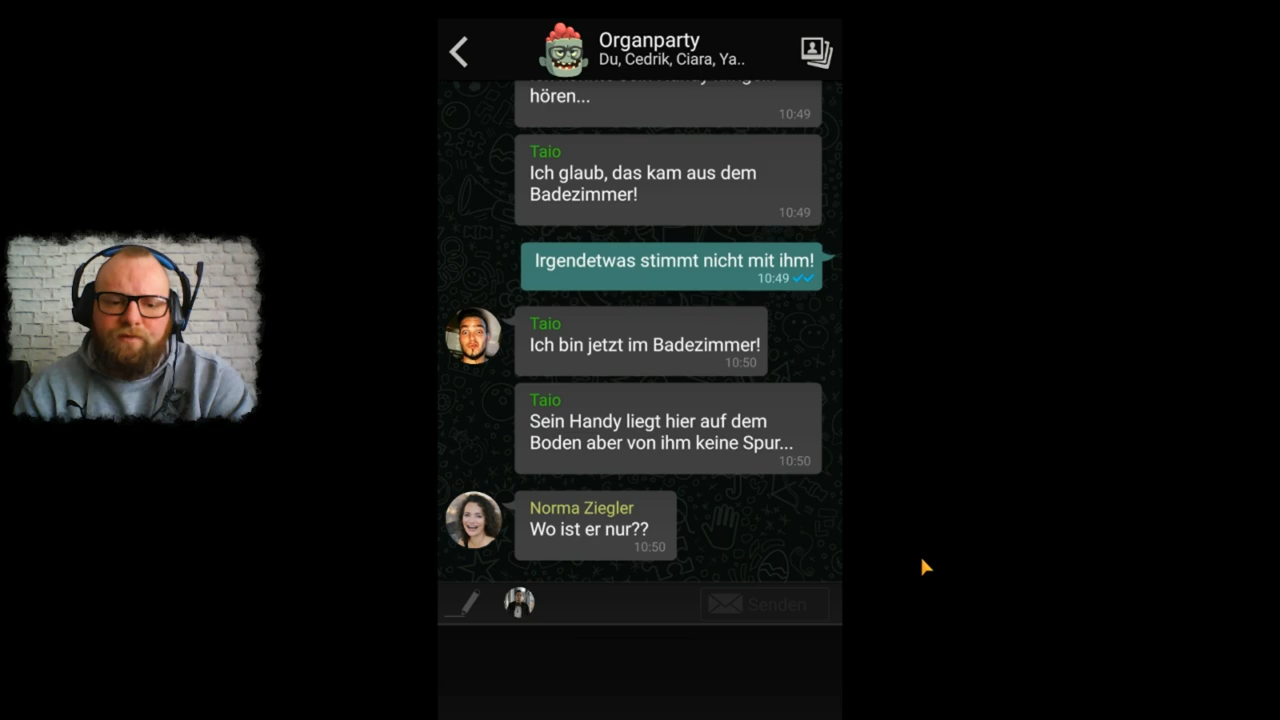 Organparty
Du, Cedrik, Ciara, Ya..
hören...
10:49
Taio
Ich glaub, das kam aus dem
Badezimmer!
10:49
Irgendetwas stimmt nicht mit ihm!
10:49
Taio
Ich bin jetzt im Badezimmer!
10:50
Taio
Sein Handy liegt hier auf dem
Boden aber von ihm keine Spur...
10:50
Norma Ziegler
Wo ist er nur??
10:50
Senden